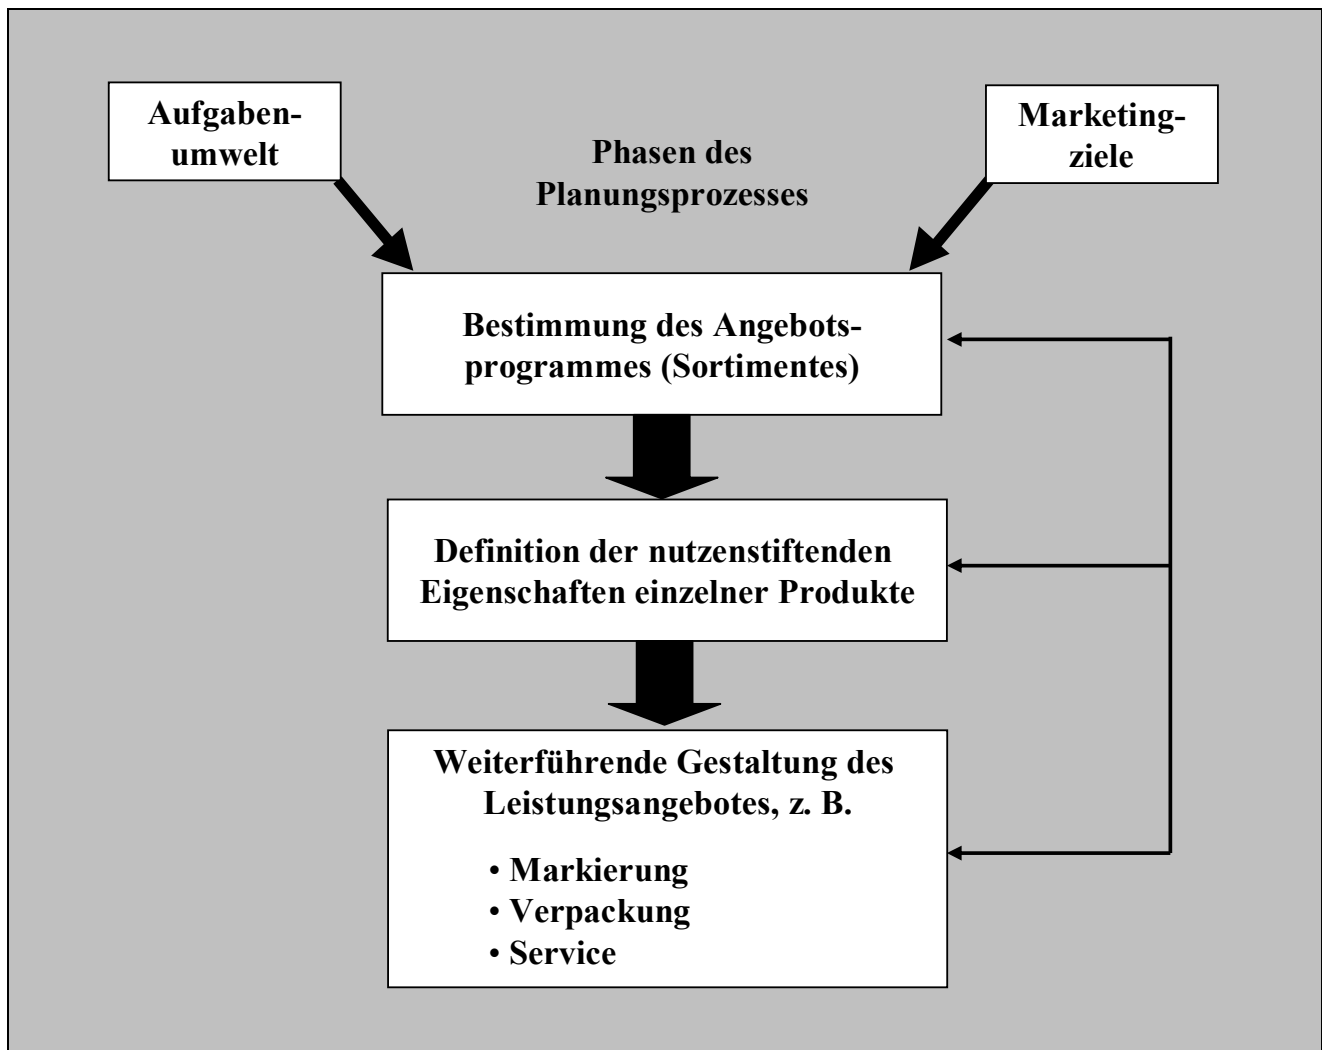 Aufgaben-
umwelt
Marketing-
ziele
Phasen des
Planungsprozesses
Bestimmung des Angebots-
programmes (Sortimentes)
Definition der nutzenstiftenden
Eigenschaften einzelner Produkte
Weiterführende Gestaltung des
Leistungsangebotes, z. B.
• Markierung
• Verpackung
• Service